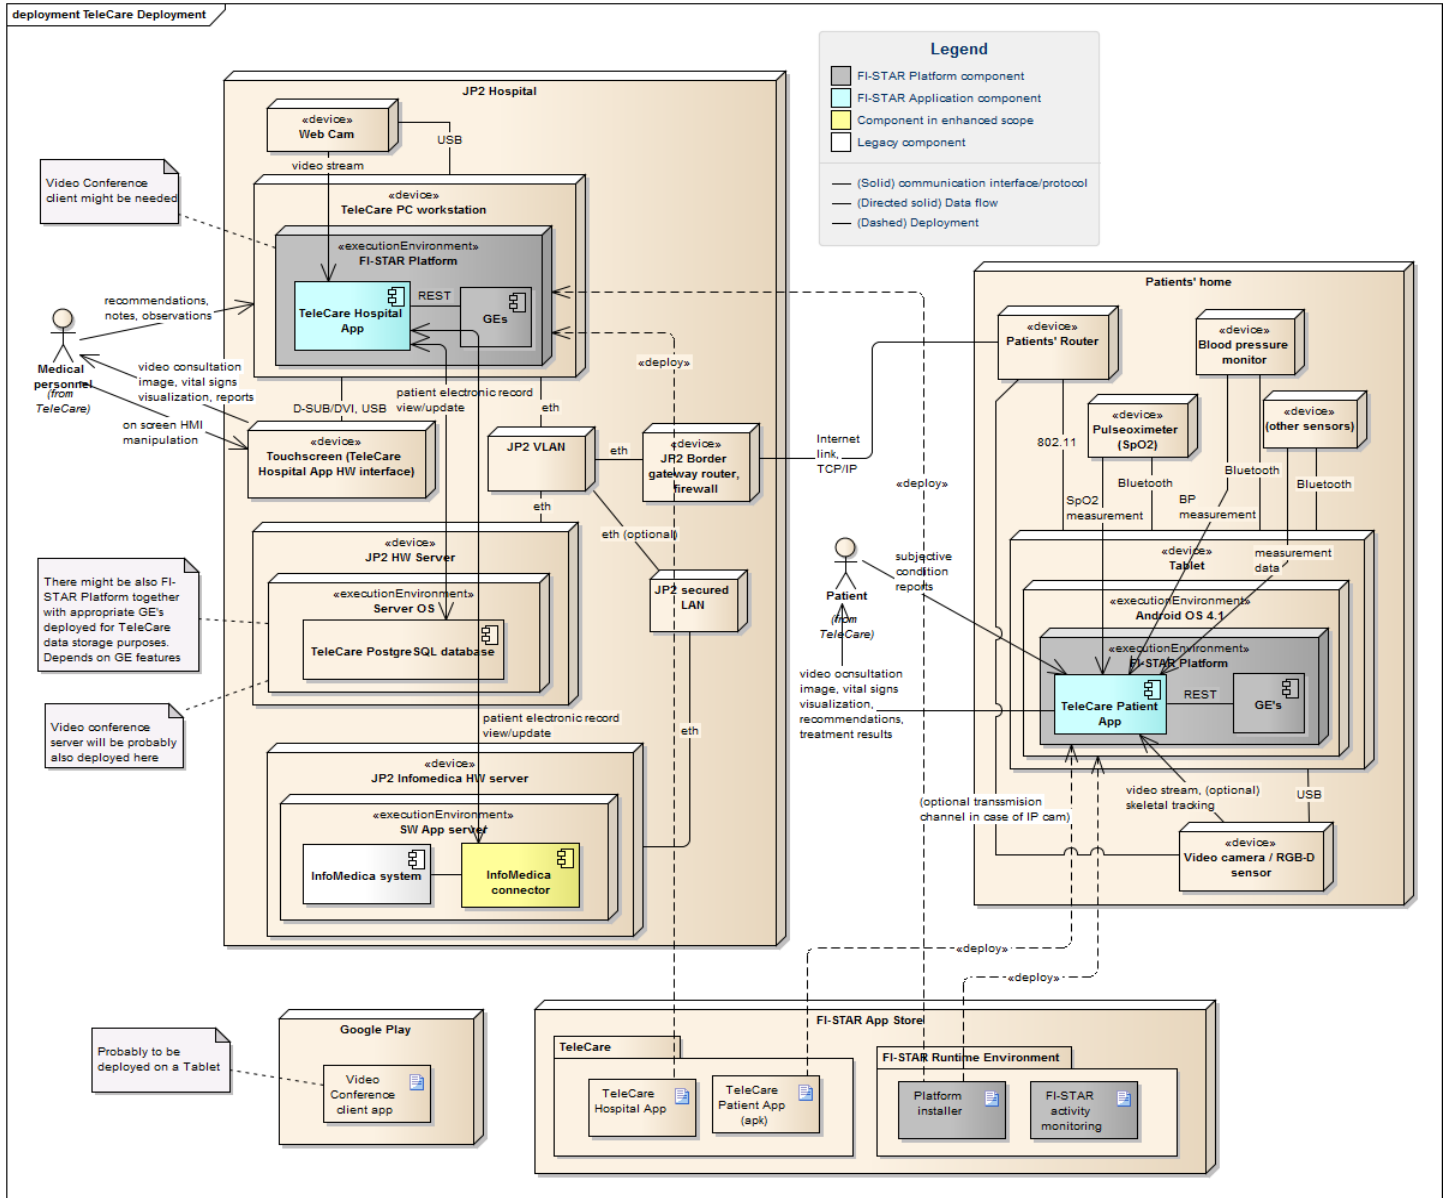 deployment TeleCare Deployment
Legend
FI-STAR Platform component
FI-STAR Application component
Component in enhanced scope
Legacy component
(Solid) communication interface/protocol
(Directed solid) Data flow
(Dashed) Deployment
JP2 Hospital
«device»
Web Cam
USB
video stream
Video Conference
client might be needed
«device»
TeleCare PC workstation
«executionEnvironment»
FI-STAR Platform
TeleCare Hospital
App
REST
GEs
recommendations,
notes, observations
Medical
personnel
(from
TeleCare)
video consultation
image, vital signs
visualization, reports
on screen HMI
manipulation
D-SUB/DVI, USB
patient electronic record
view/update
eth
«deploy»
«device»
Touchscreen (TeleCare
Hospital App HW interface)
JP2 VLAN
eth
«device»
JP2 Border
gateway router,
firewall
Internet
link,
TCP/IP
eth
eth (optional)
«deploy»
JP2 secured
LAN
«device»
JP2 HW Server
«executionEnvironment»
Server OS
TeleCare PostgreSQL database
There might be also FI-
STAR Platform together
with appropriate GE's
deployed for TeleCare
data storage purposes.
Depends on GE features
Video conference
server will be probably
also deployed here
patient electronic record
view/update
eth
«device»
JP2 Infomedica HW server
«executionEnvironment»
SW App server
InfoMedica system
InfoMedica
connector
Patients' home
«device»
Patients' Router
«device»
Blood pressure
monitor
«device»
Pulseoximeter
(SpO2)
«device»
(other sensors)
802.11
Bluetooth
Bluetooth
Bluetooth
SpO2
measurement
BP
measurement
measurement
data
«device»
Tablet
«executionEnvironment»
Android OS 4.1
«executionEnvironment»
FI-STAR Platform
TeleCare Patient
App
REST
GE's
Patient
(from
TeleCare)
subjective
condition
reports
video ocnsultation
image, vital signs
visualization,
recommendations,
treatment results
(optional transmision
channel in case of IP cam)
video stream, (optional)
skeletal tracking
USB
«device»
Video camera / RGB-D
sensor
«deploy»
«deploy»
Google Play
Video
Conference
client app
Probably to be
deployed on a Tablet
FI-STAR App Store
TeleCare
TeleCare
Hospital App
TeleCare
Patient App
(apk)
FI-STAR Runtime Environment
Platform
installer
FI-STAR
activity
monitoring